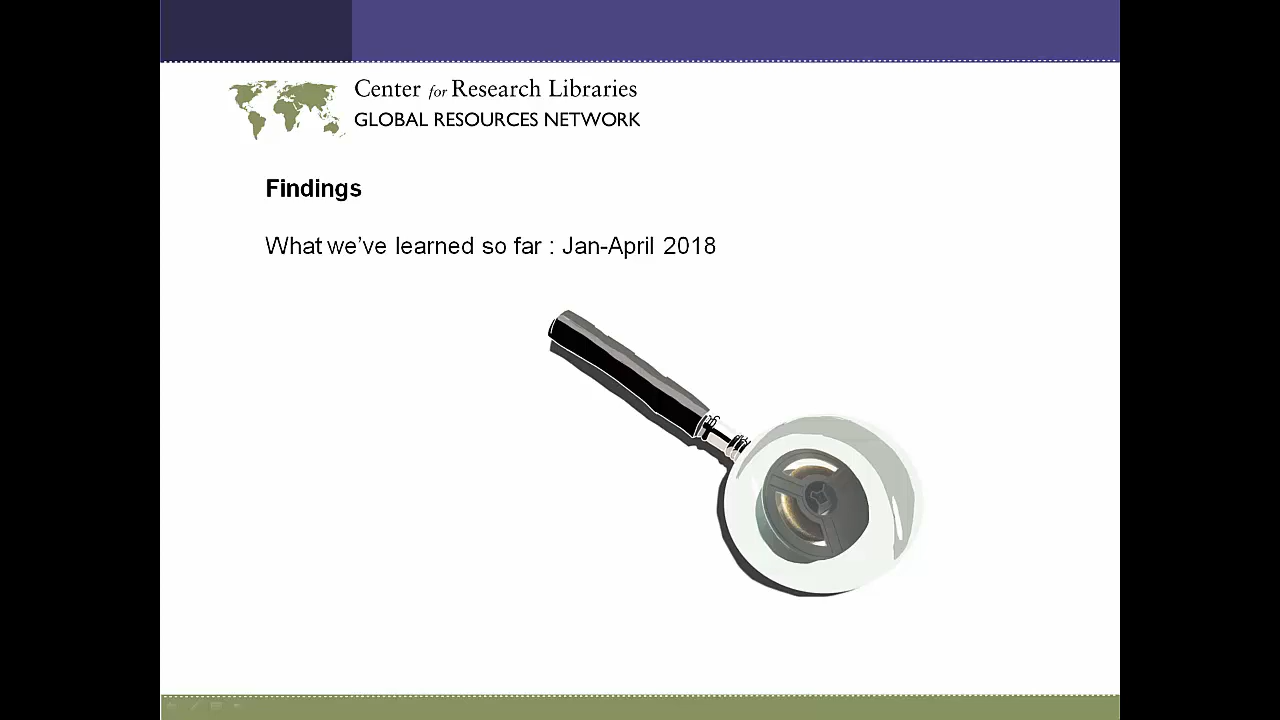 Center for Research Libraries
GLOBAL RESOURCES NETWORK
Findings
What we've learned so far : Jan-April 2018